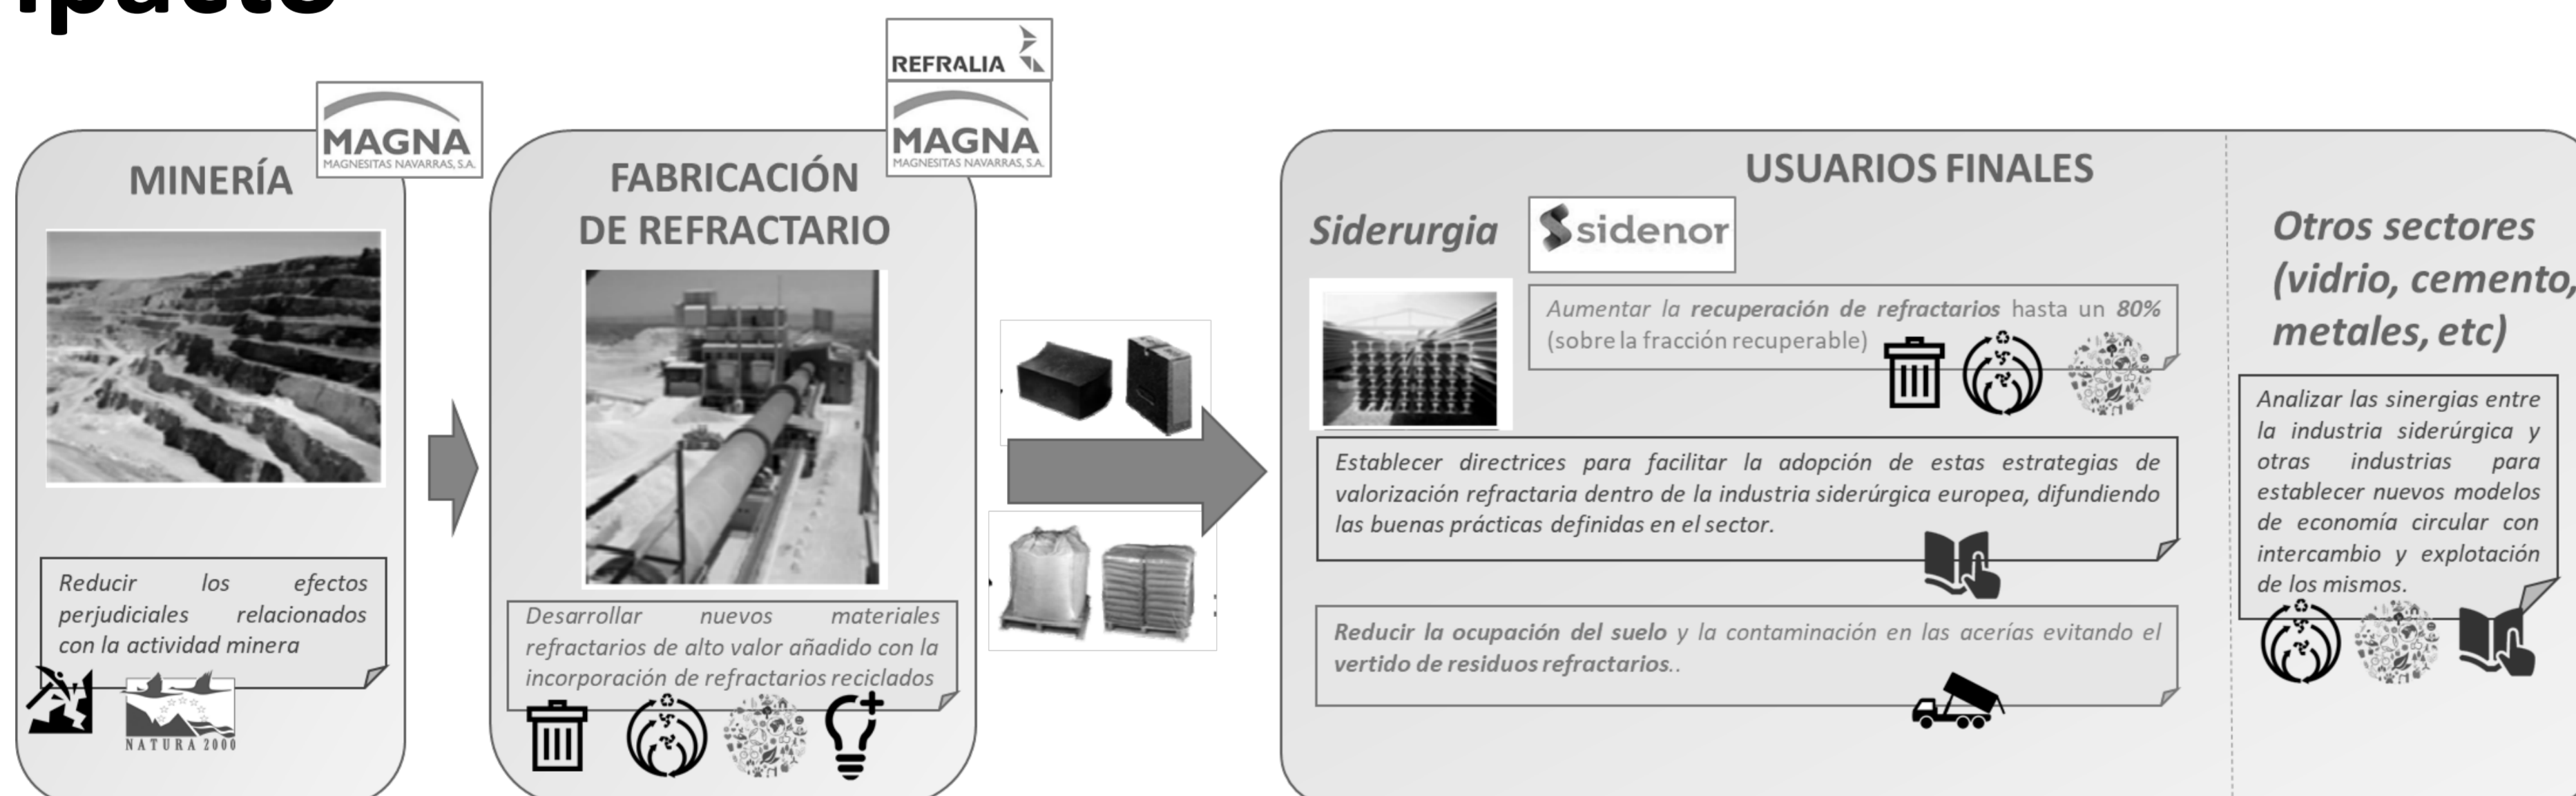 MAGNA
MAGNESITAS NAVARRAS, S.A.
MINERÍA
Reducir los efectos
perjudiciales relacionados
con la actividad minera
NATURA 2000
REFRALIA
MAGNA
MAGNESITAS NAVARRAS, S.A.
FABRICACIÓN
DE REFRACTARIO
Desarrollar nuevos materiales
refractarios de alto valor añadido con la
incorporación de refractarios reciclados
USUARIOS FINALES
Siderurgia
sidenor
Aumentar la recuperación de refractarios hasta un 80%
(sobre la fracción recuperable)
Establecer directrices para facilitar la adopción de estas estrategias de
valorización refractaria dentro de la industria siderúrgica europea, difundiendo
las buenas prácticas definidas en el sector.
Reducir la ocupación del suelo y la contaminación en las acerías evitando el
vertido de residuos refractarios..
Otros sectores
(vidrio, cemento,
metales, etc)
Analizar las sinergias entre
la industria siderúrgica y
otras industrias para
establecer nuevos modelos
de economía circular con
intercambio y explotación
de los mismos.